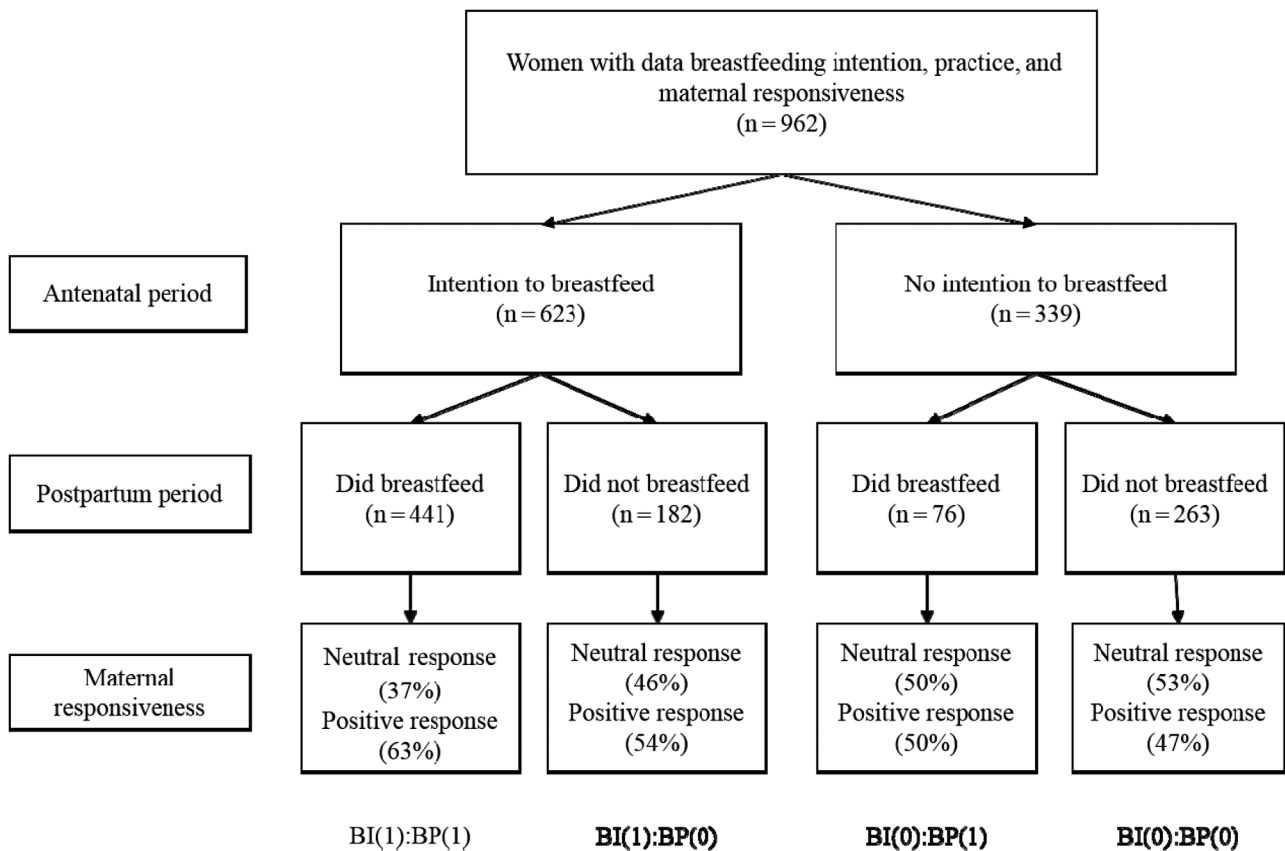 Women with data breastfeeding intention, practice, and
maternal responsiveness
(n = 962)
Antenatal period
Intention to breastfeed
(n = 623)
No intention to breastfeed
(n = 339)
Postpartum period
Did breastfeed
(n = 441)
Did not breastfeed
(n = 182)
Did breastfeed
(n = 76)
Did not breastfeed
(n = 263)
Maternal
responsiveness
Neutral response
(37%)
Positive response
(63%)
Neutral response
(46%)
Positive response
(54%)
Neutral response
(50%)
Positive response
(50%)
Neutral response
(53%)
Positive response
(47%)
BI(1):BP(1)
BI(1):BP(0)
BI(0):BP(1)
BI(0):BP(0)